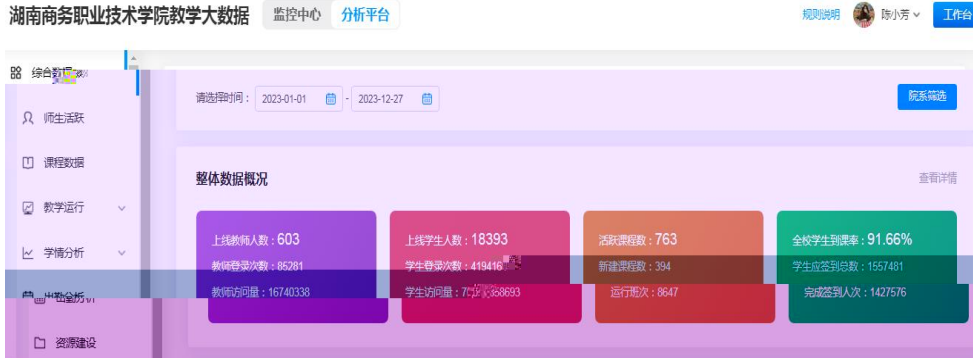 湖南商务职业技术学院教学大数据 监控中心 分析平台 规则说明 陈小芳 工作台
综合数据
请选择时间： 2023-01-01 - 2023-12-27 院系筛选
师生活跃
课程数据
整体数据概况 查看详情
教学运行
上线教师人数：603 上线学生人数：18393 活跃课程数：763 全校学生到课率：91.66%
学情分析
教师登录次数：85281 学生登录次数：419416 新建课程数：394 学生应签到总数：1557481
教师访问量：16740338 学生访问量：58693 运行班次：8647 完成签到人次：1427576
资源建设